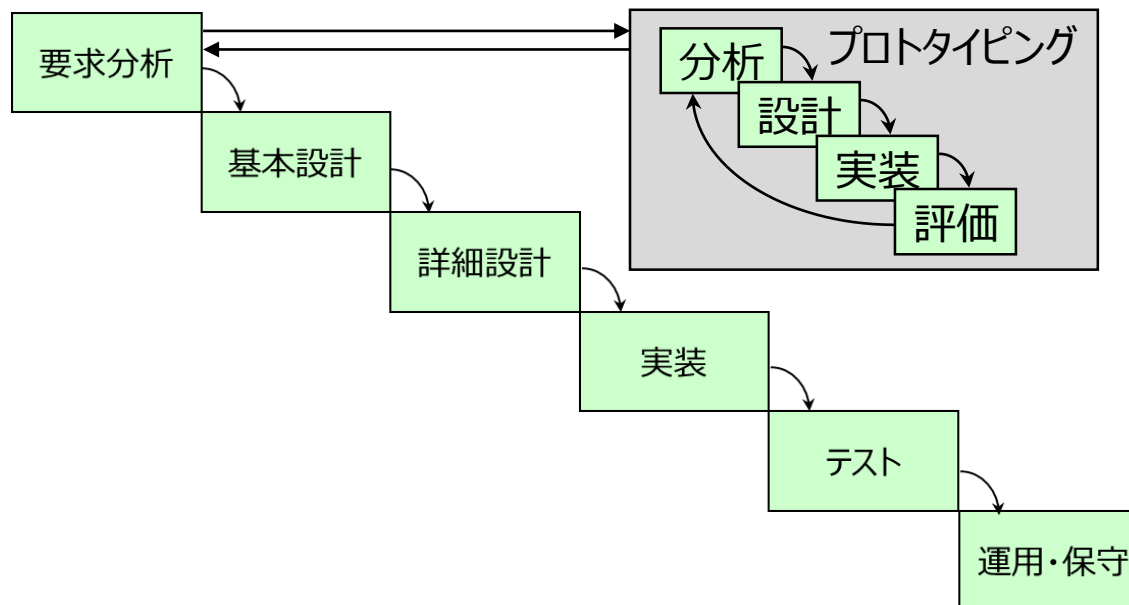 要求分析
プロトタイピング
分析
設計
実装
評価
基本設計
詳細設計
実装
テスト
運用・保守